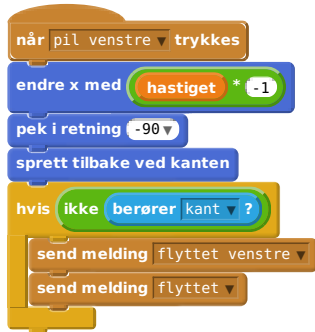 når pil venstre ▾ trykkes
endre x med hastiget * -1
pek i retning -90▾
sprett tilbake ved kanten
hvis ikke berører kant ▾ ?
send melding flyttet venstre ▾
send melding flyttet ▾